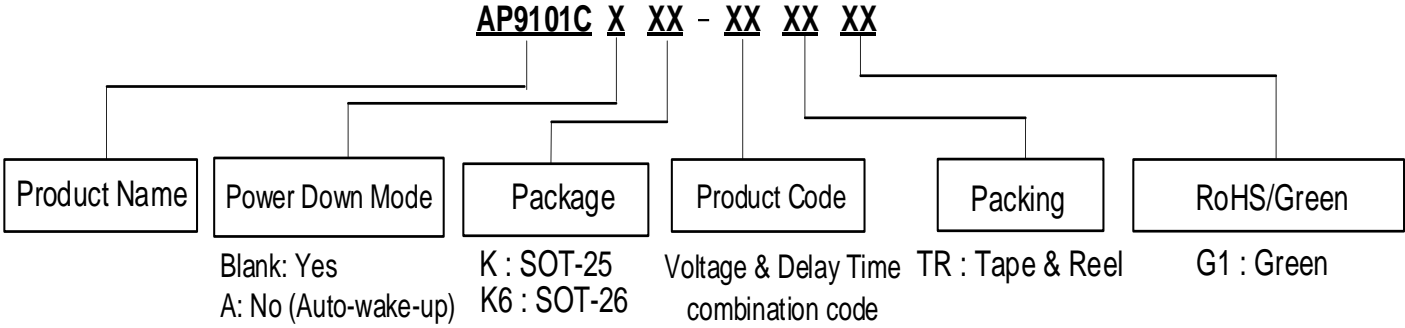 AP9101C X XX - XX XX XX
Product Name
Power Down Mode
Package
Product Code
Packing
RoHS/Green
Blank: Yes
A: No (Auto-wake-up)
K : SOT-25
K6 : SOT-26
Voltage & Delay Time
combination code
TR : Tape & Reel
G1 : Green